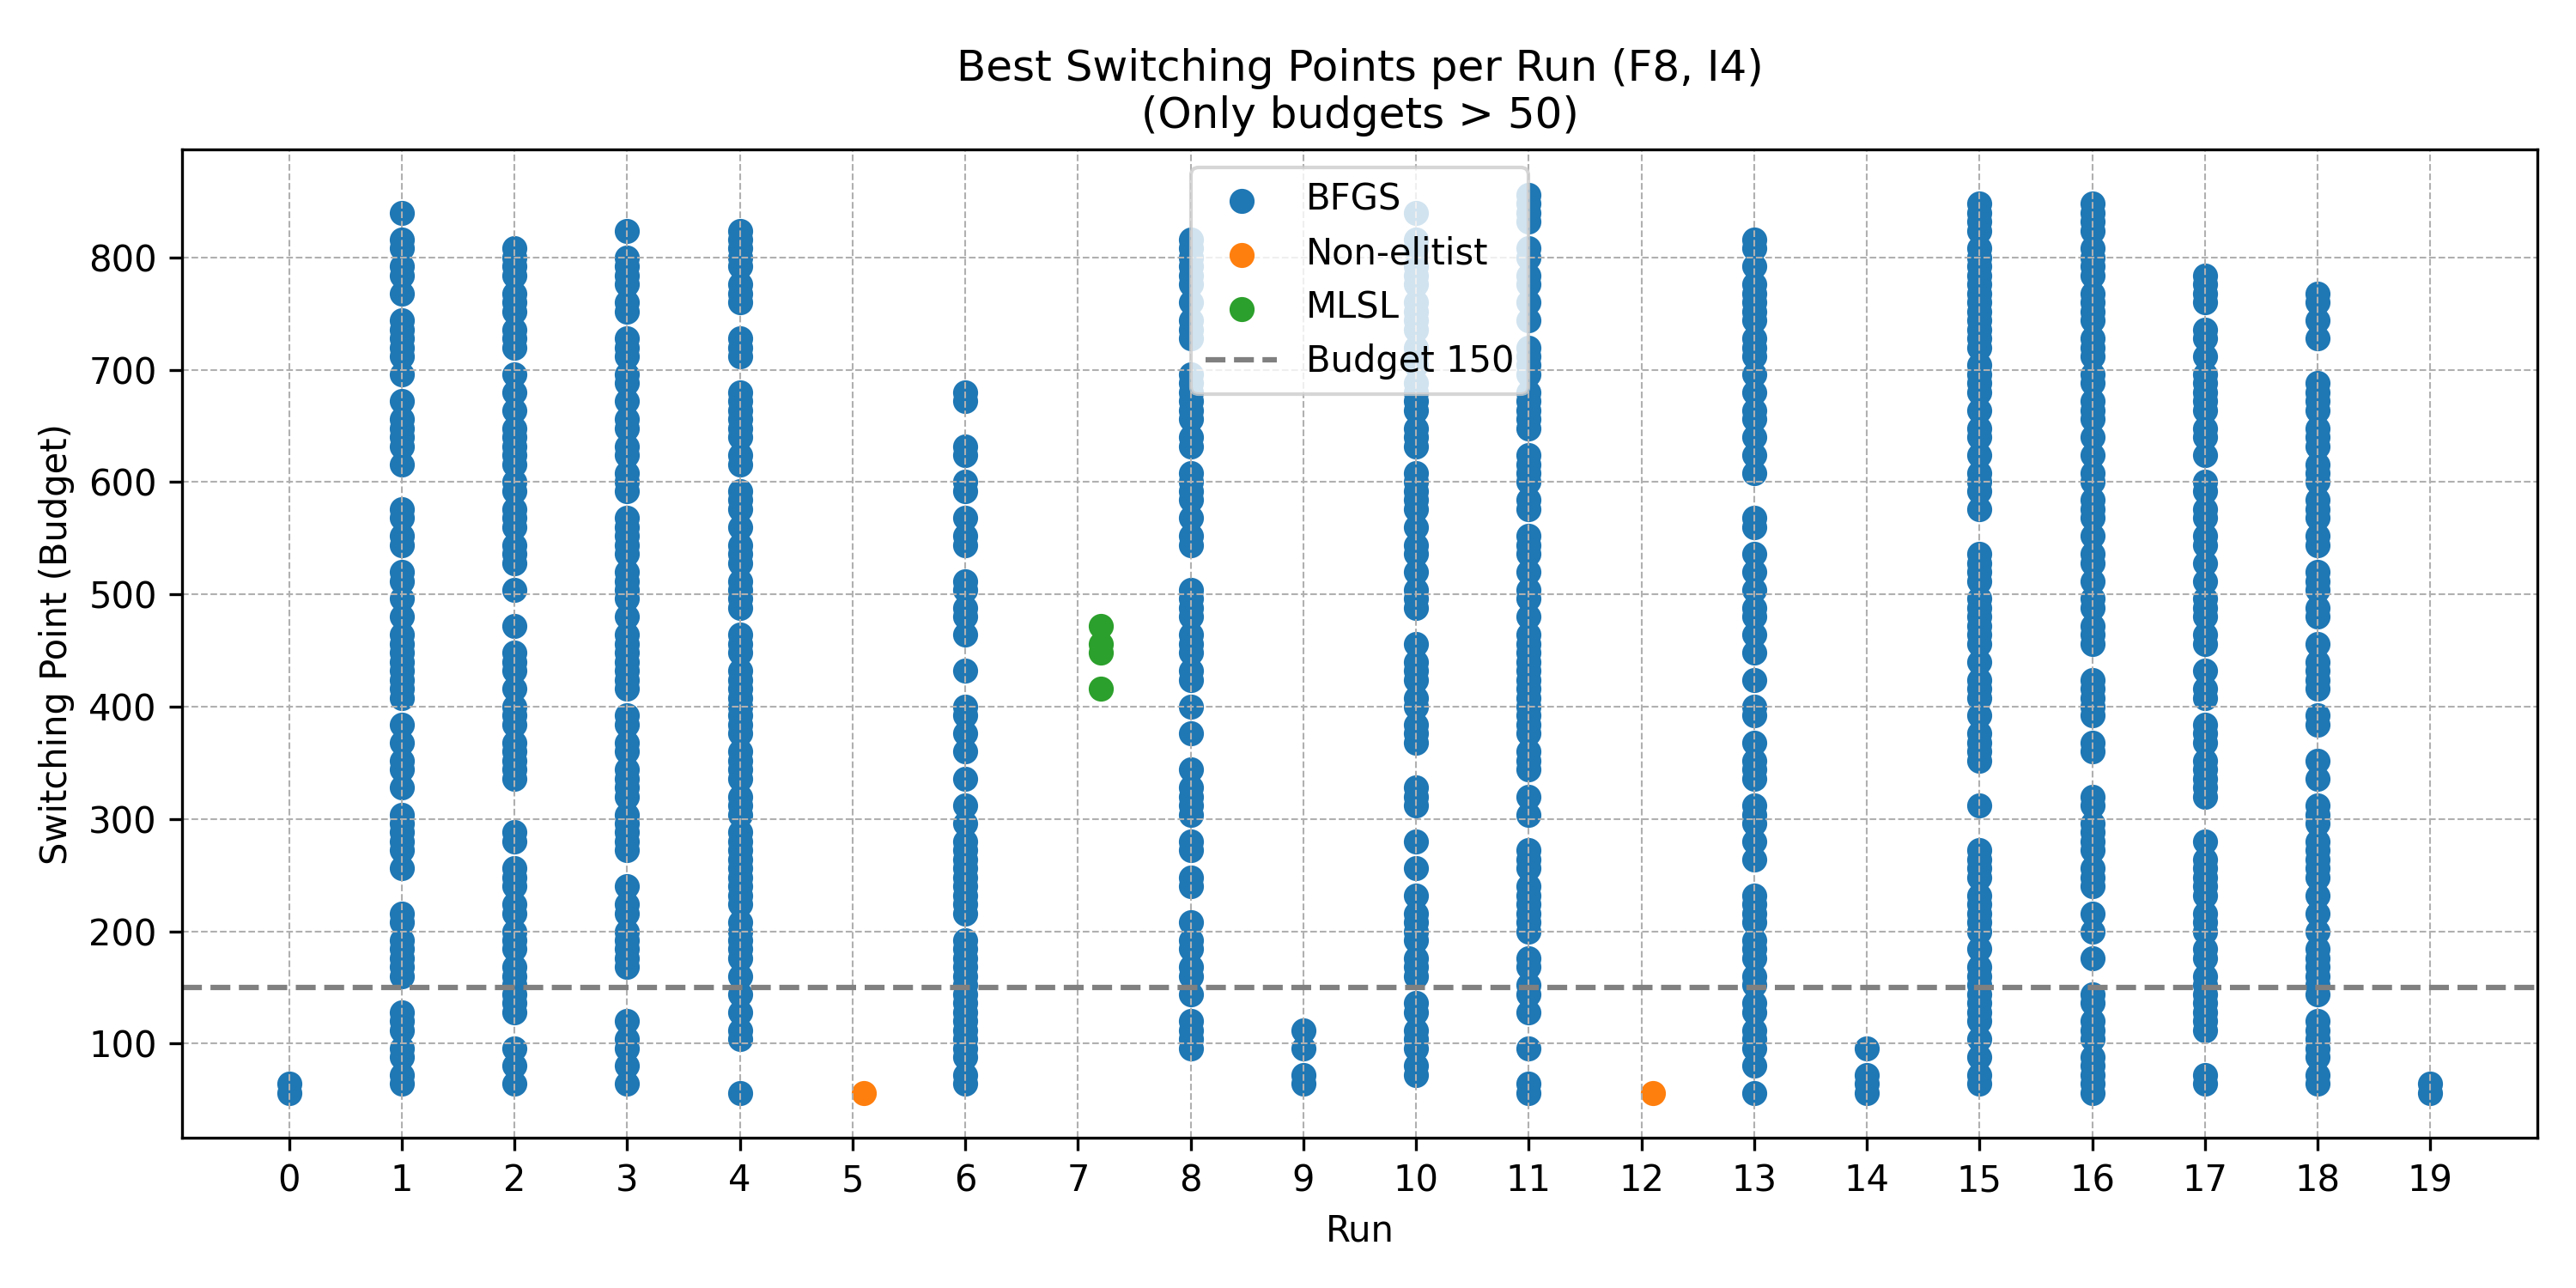 Best Switching Points per Run (F8, I4)
(Only budgets > 50)
BFGS
Non-elitist
MLSL
Budget 150
Switching Point (Budget)
800
700
600
500
400
300
200
100
0 1 2 3 4 5 6 7 8 9 10 11 12 13 14 15 16 17 18 19
Run